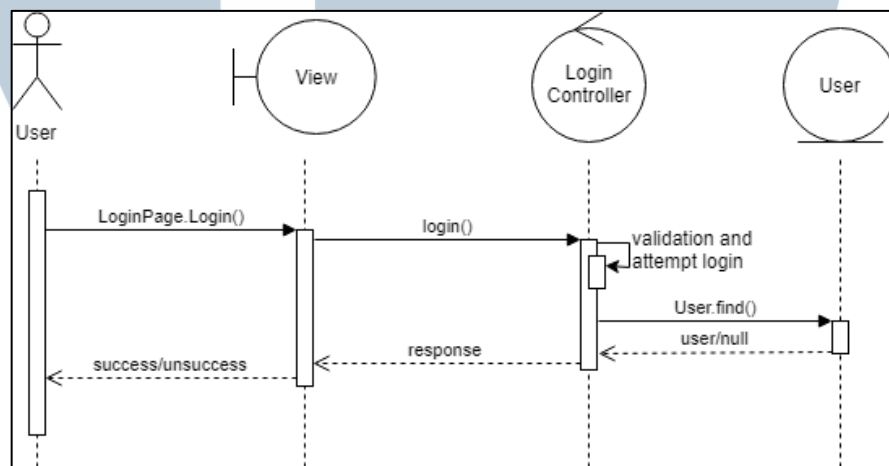 View
Login
Controller
User
User
LoginPage.Login()
login()
validation and
attempt login
User.find()
user/null
response
success/unsuccess